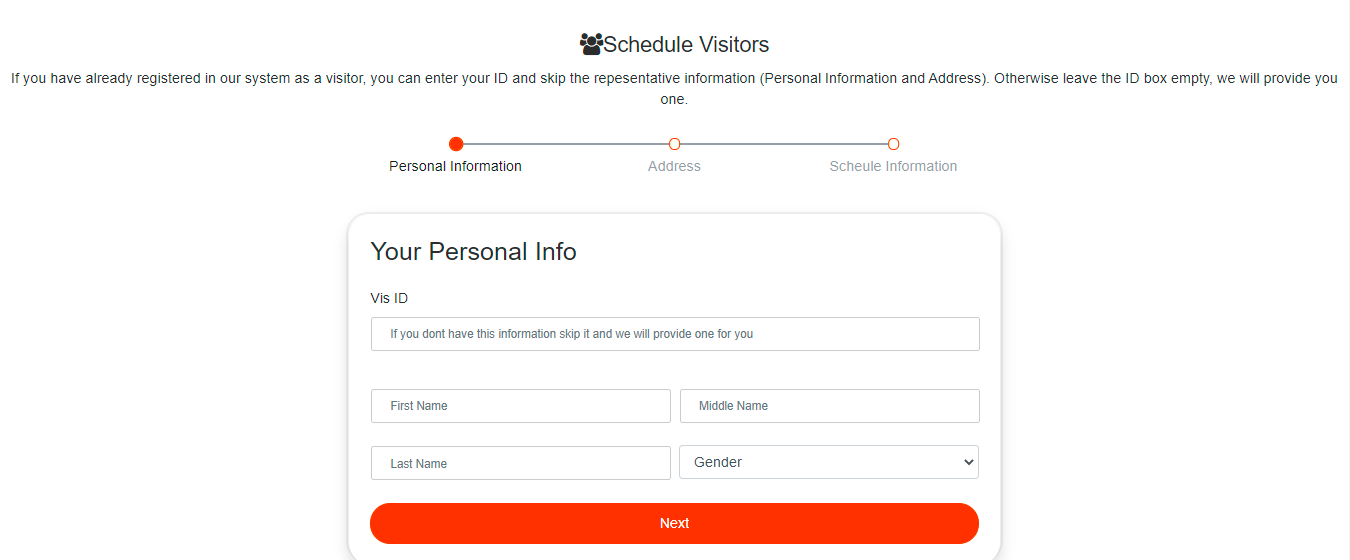 Schedule Visitors
If you have already registered in our system as a visitor, you can enter your ID and skip the repesentative information (Personal Information and Address). Otherwise leave the ID box empty, we will provide you
one.
Personal Information Address Scheule Information
Your Personal Info
Vis ID
If you dont have this information skip it and we will provide one for you
First Name Middle Name
Last Name Gender
Next